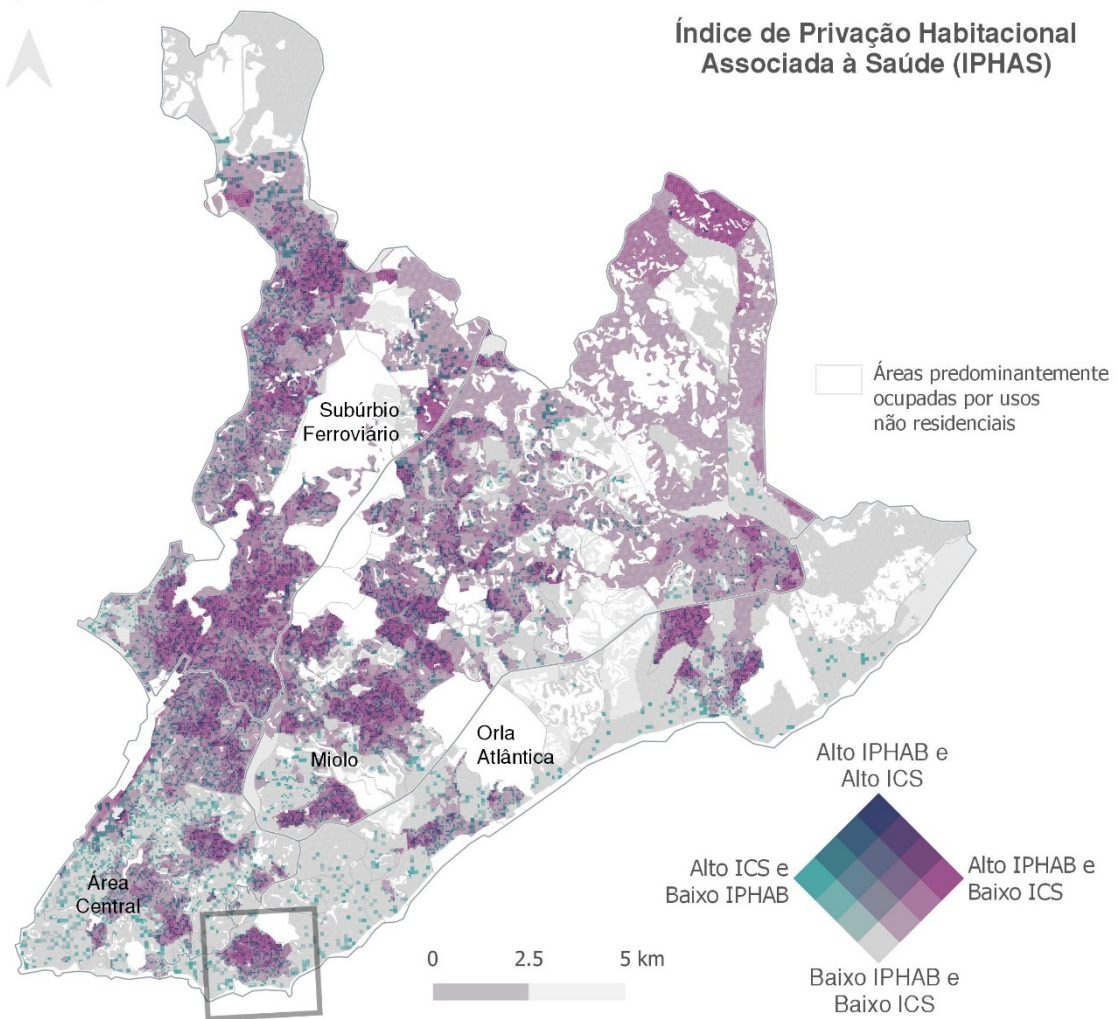 Índice de Privação Habitacional
Associada à Saúde (IPHAS)
Áreas predominantemente
ocupadas por usos
não residenciais
Subúrbio
Ferroviário
Orla
Atlântica
Miolo
Área
Central
Alto IPHAB e
Alto ICS
Alto ICS e
Baixo IPHAB
Alto IPHAB e
Baixo ICS
Baixo IPHAB e
Baixo ICS
0 2.5 5 km